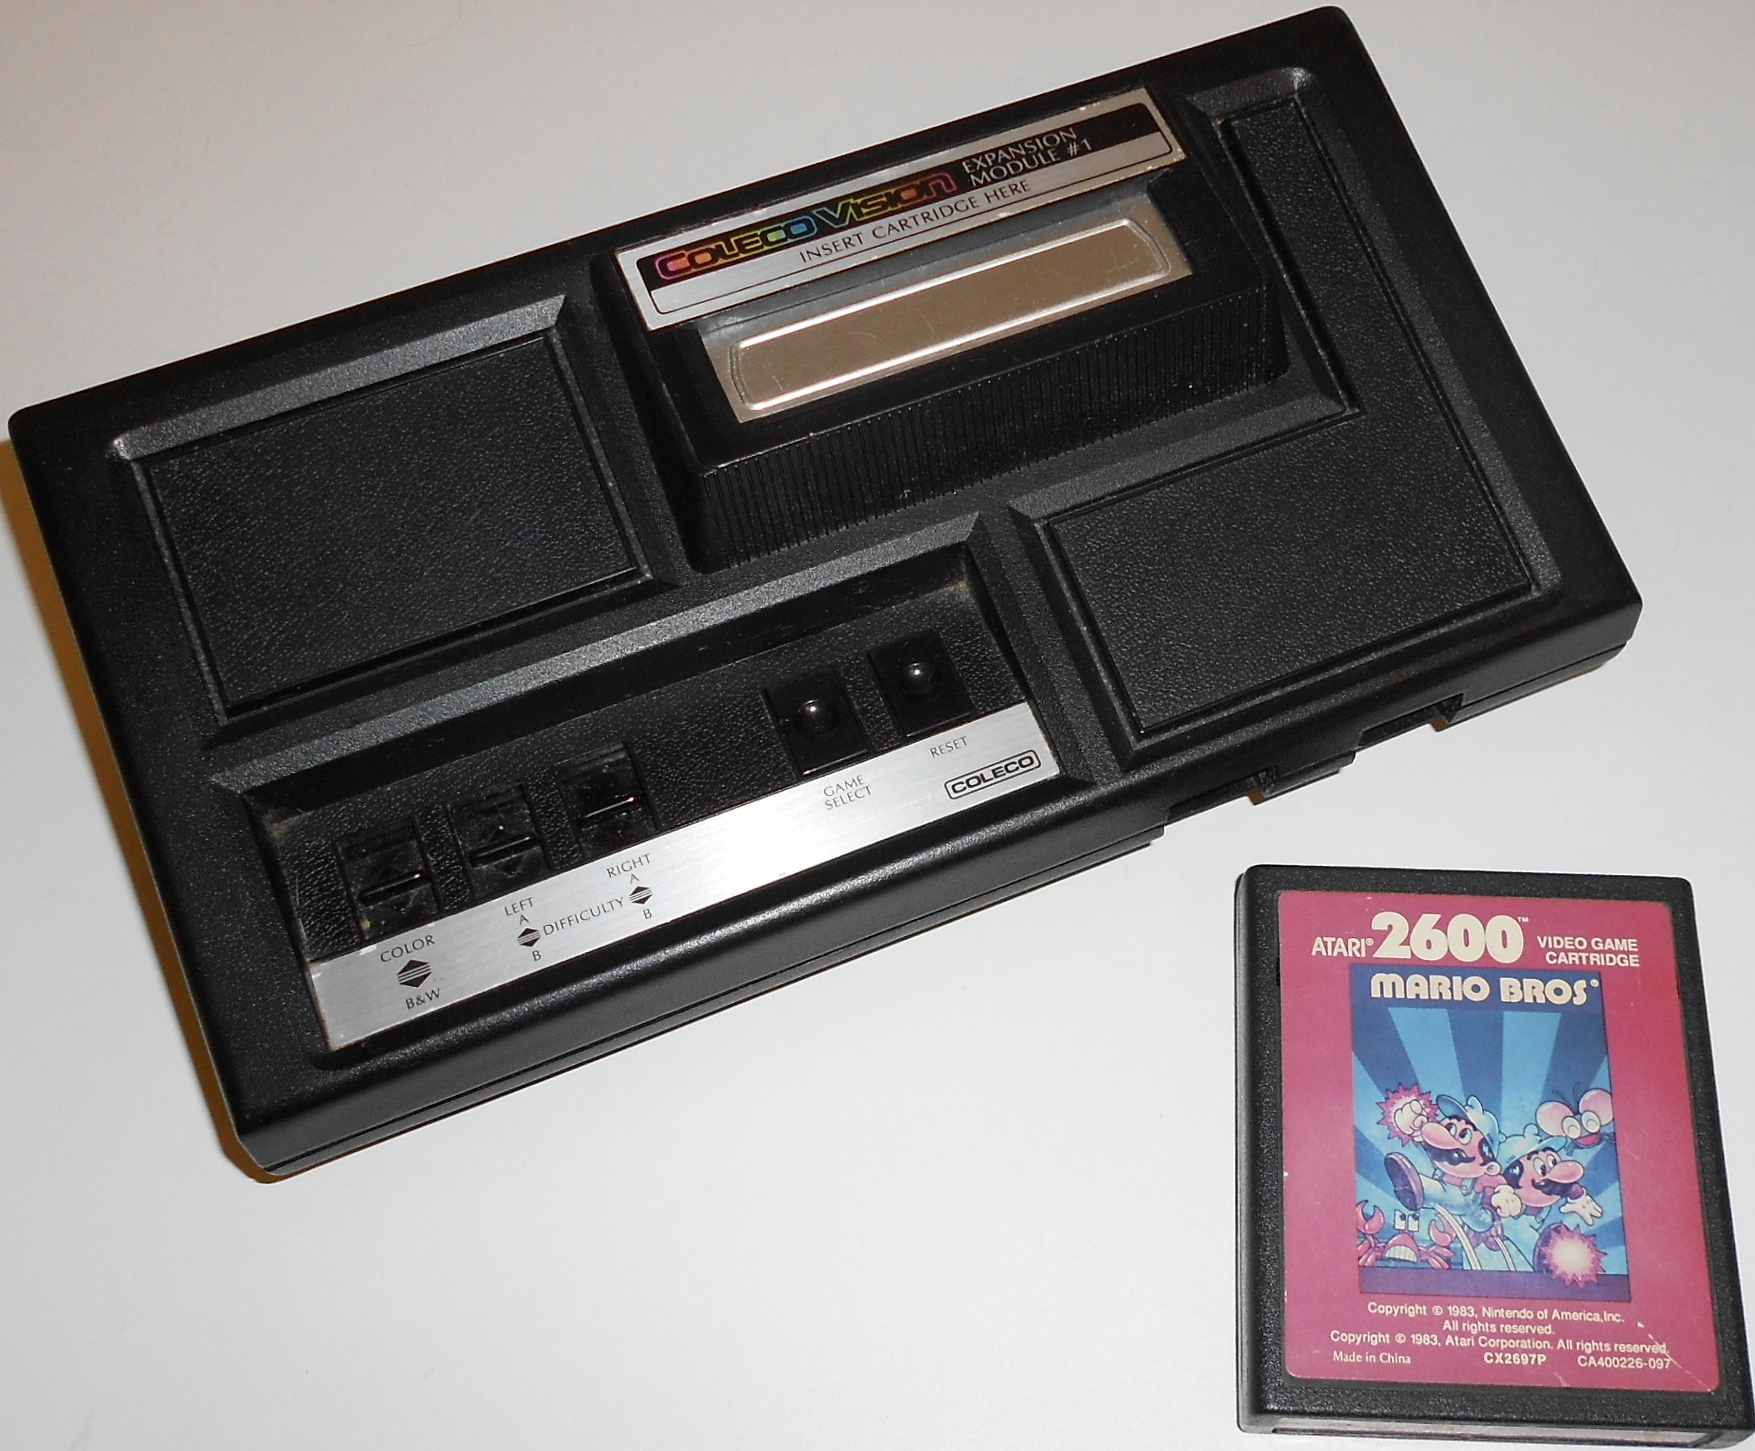 COLECOVISION EXPANSION
MODULE #1
INSERT CARTRIDGE HERE
COLOR
B&W
LEFT
A
DIFFICULTY
B
RIGHT
A
B
GAME
SELECT
RESET
COLECO
ATARI® 2600™ VIDEO GAME
CARTRIDGE
MARIO BROS®
Copyright © 1983, Nintendo of America,Inc.
All rights reserved.
Copyright © 1983, Atari Corporation. All rights reserved.
Made in China CX2697P CA400226-097